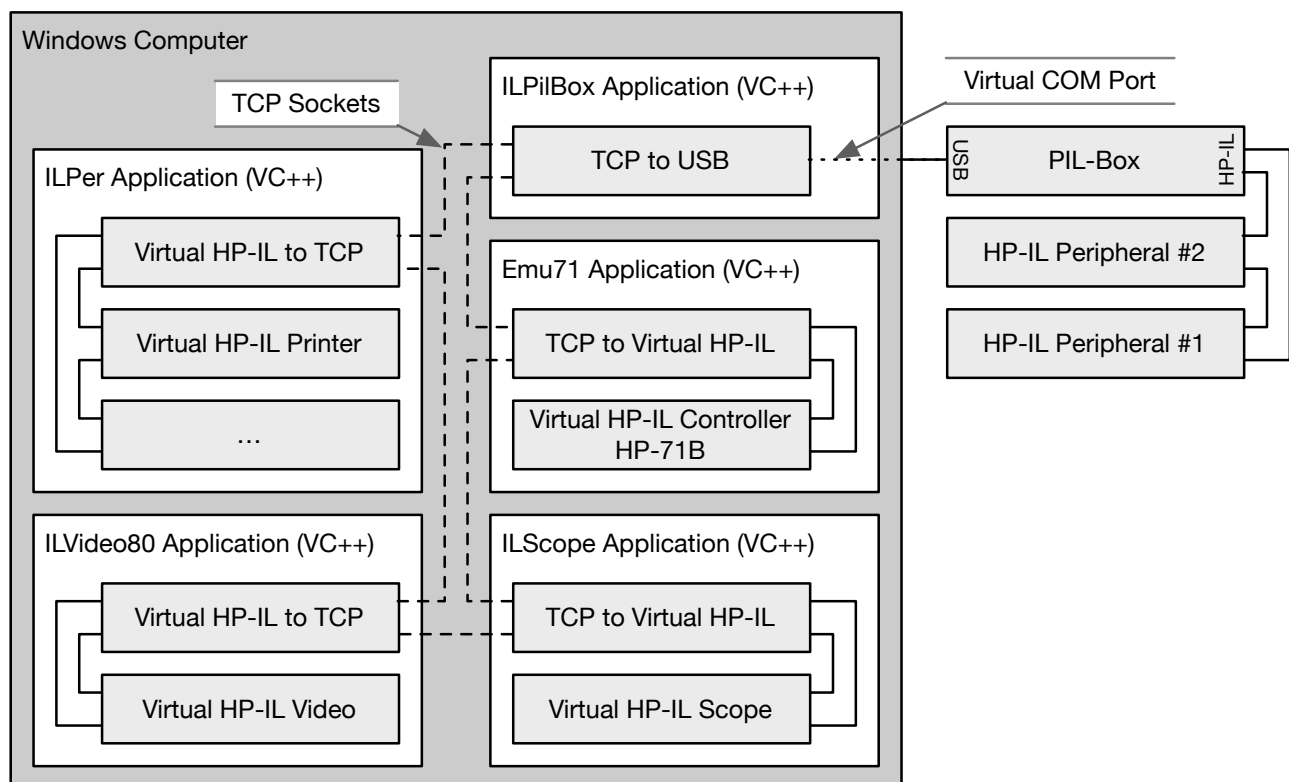 Windows Computer
TCP Sockets
ILPilBox Application (VC++)
TCP to USB
Virtual COM Port
USB
PIL-Box
HP-IL
HP-IL Peripheral #2
HP-IL Peripheral #1
ILPer Application (VC++)
Virtual HP-IL to TCP
Virtual HP-IL Printer
…
Emu71 Application (VC++)
TCP to Virtual HP-IL
Virtual HP-IL Controller
HP-71B
ILVideo80 Application (VC++)
Virtual HP-IL to TCP
Virtual HP-IL Video
ILScope Application (VC++)
TCP to Virtual HP-IL
Virtual HP-IL Scope